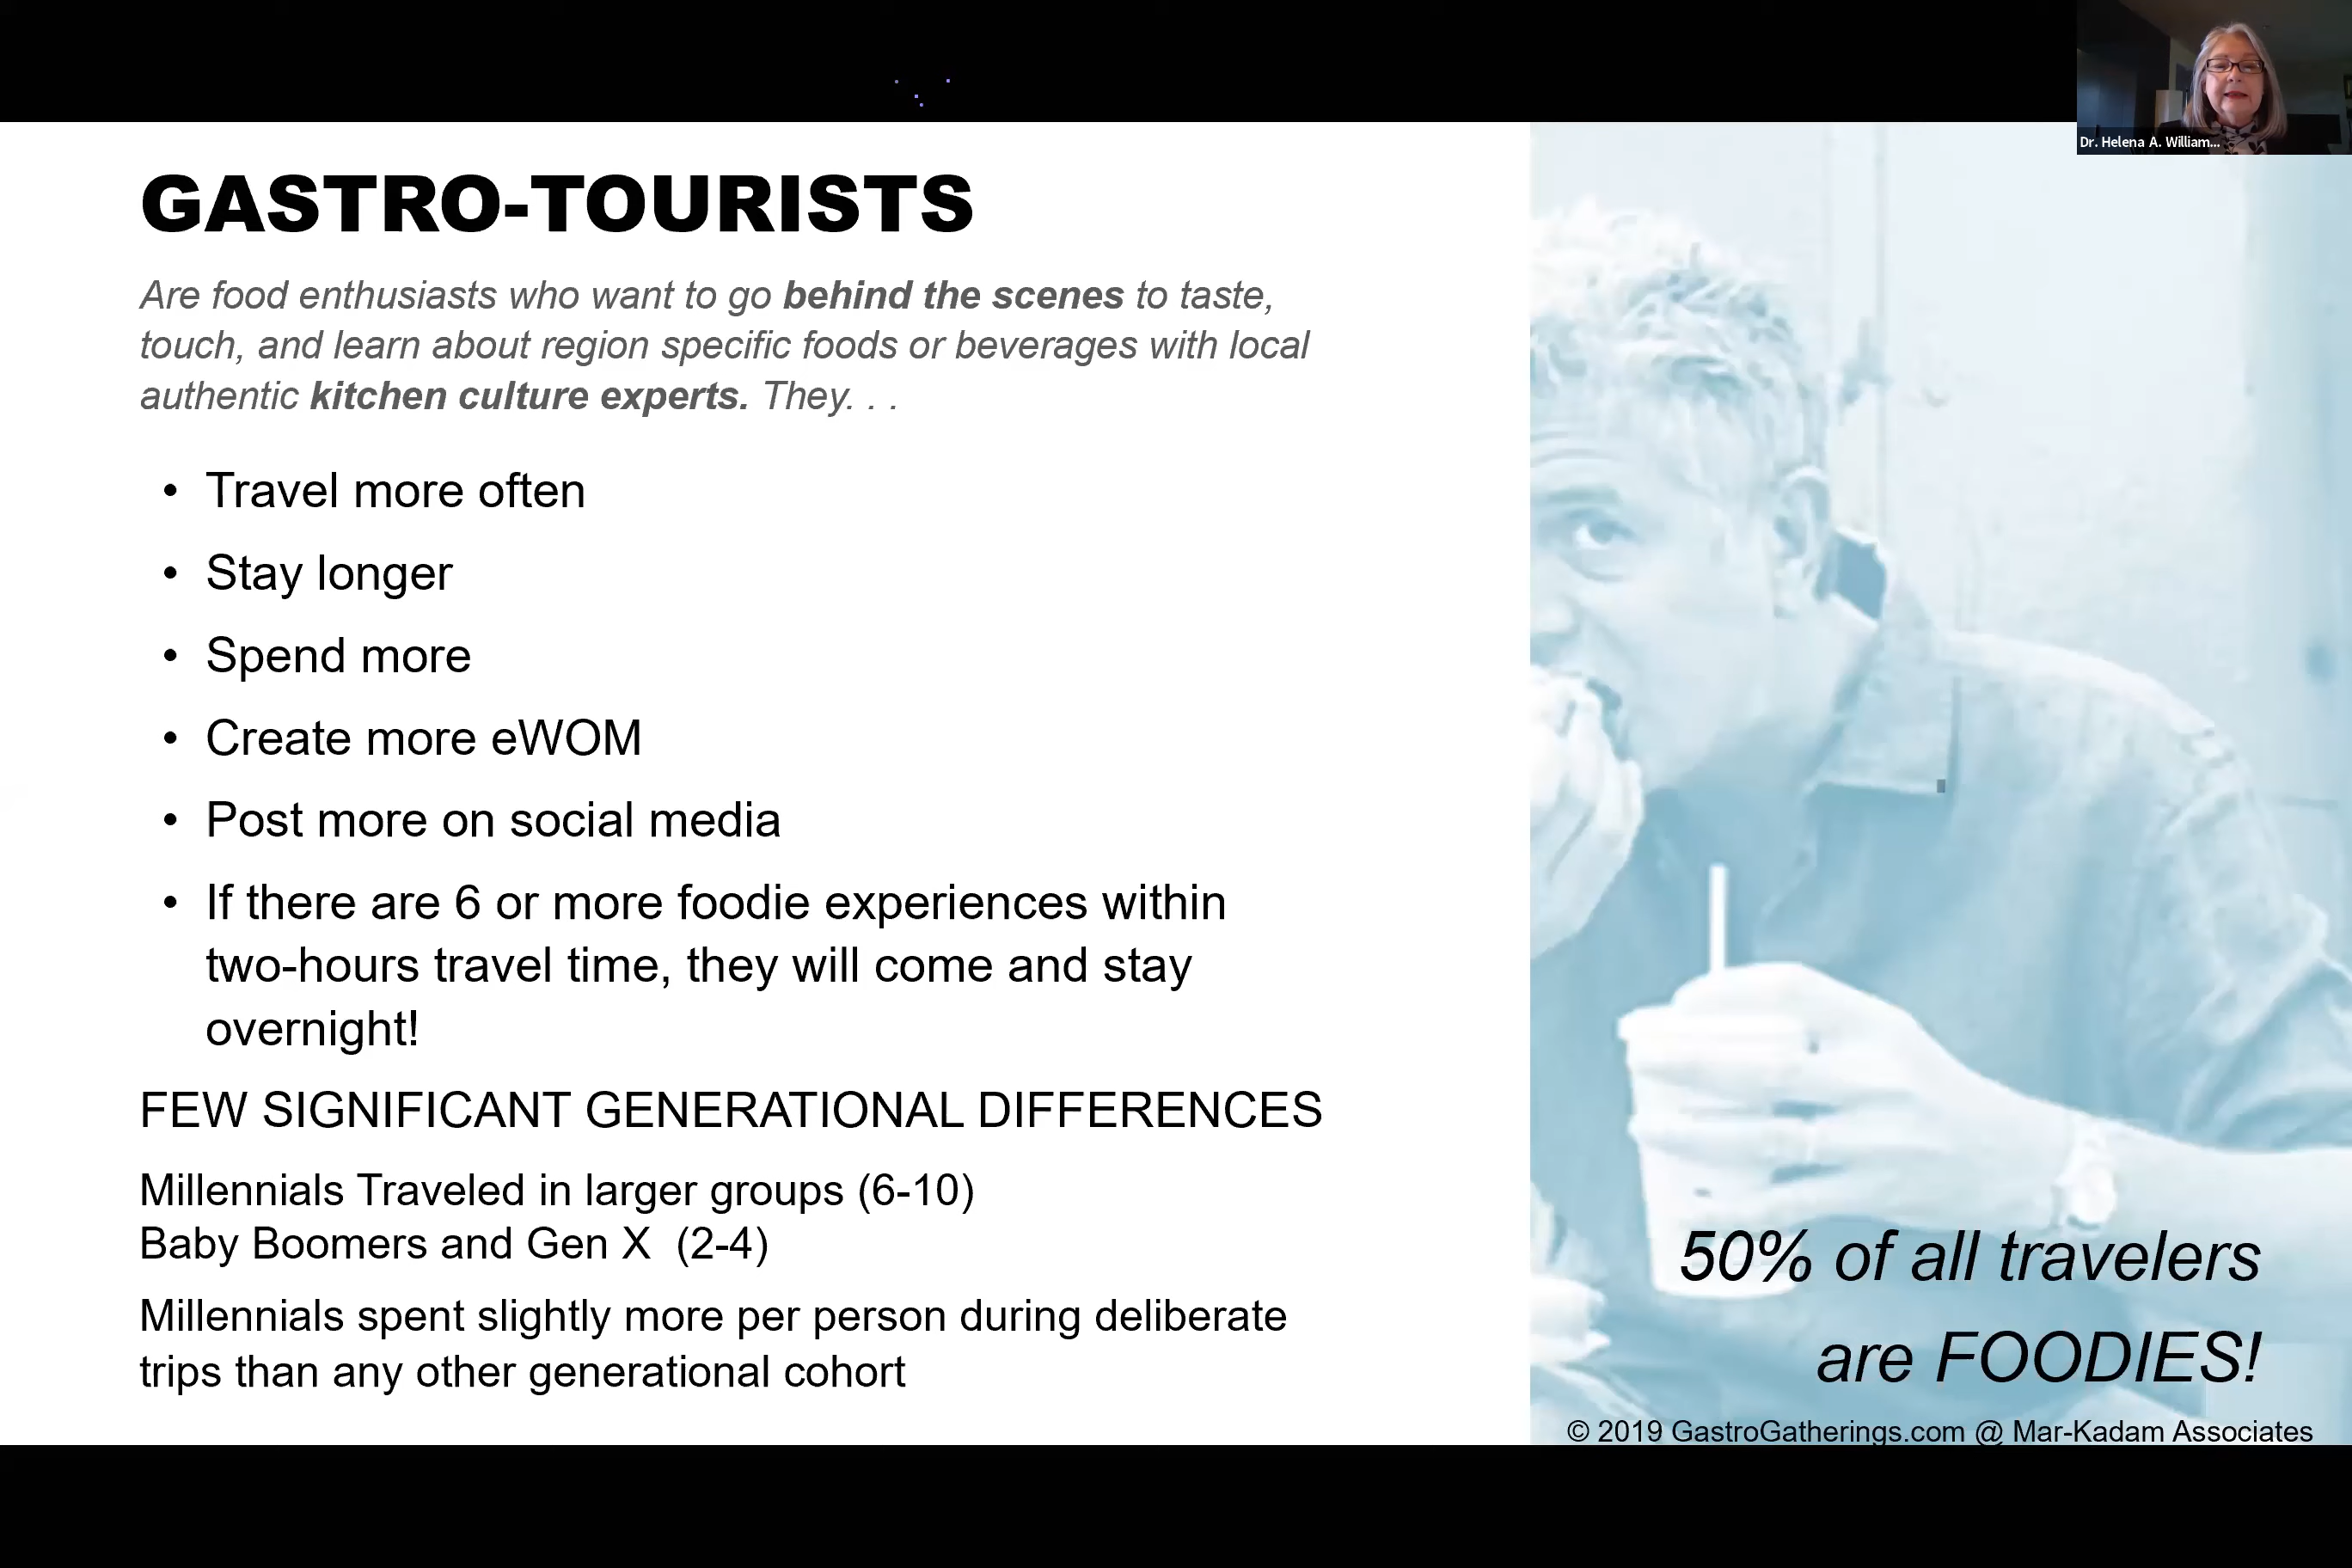 Dr. Helena A. William...
GASTRO-TOURISTS
Are food enthusiasts who want to go behind the scenes to taste,
touch, and learn about region specific foods or beverages with local
authentic kitchen culture experts. They. . .
• Travel more often
• Stay longer
• Spend more
• Create more eWOM
• Post more on social media
• If there are 6 or more foodie experiences within
two-hours travel time, they will come and stay
overnight!
FEW SIGNIFICANT GENERATIONAL DIFFERENCES
Millennials Traveled in larger groups (6-10)
Baby Boomers and Gen X (2-4)
Millennials spent slightly more per person during deliberate
trips than any other generational cohort
50% of all travelers
are FOODIES!
© 2019 GastroGatherings.com @ Mar-Kadam Associates